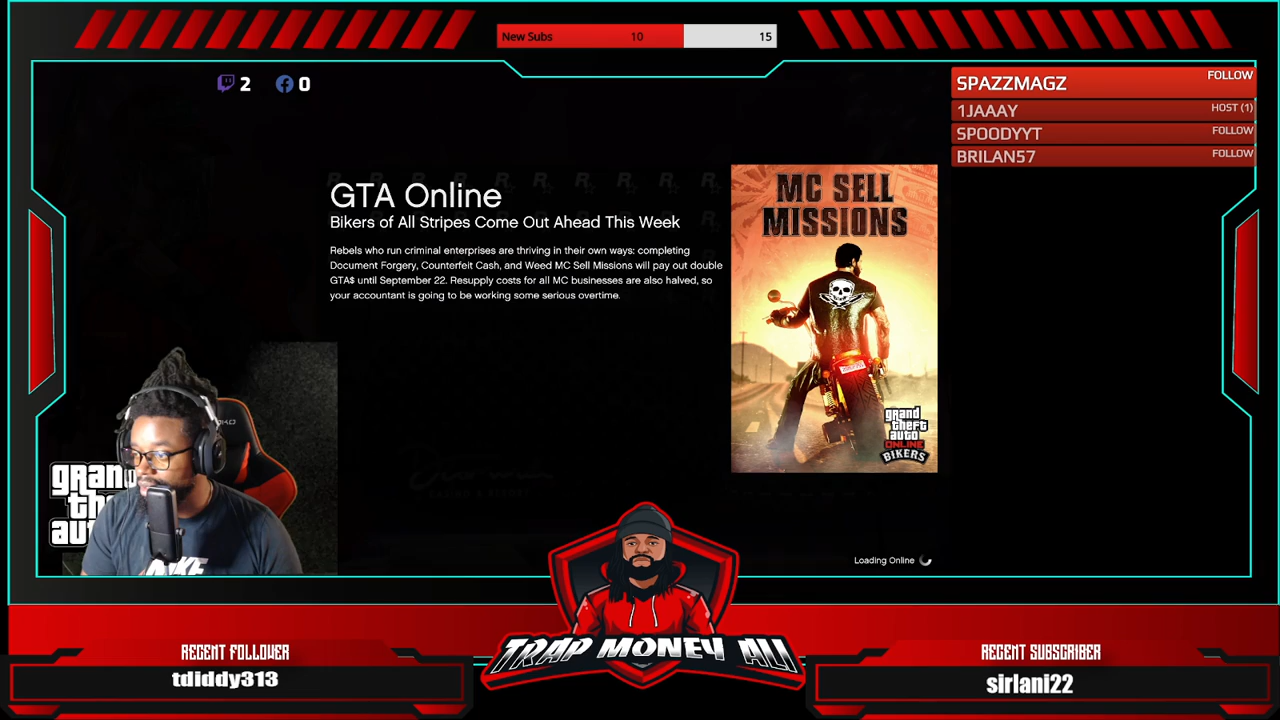 New Subs 10 15
2 0
SPAZZMAGZ FOLLOW
1JAAAY HOST (1)
SPOODYYT FOLLOW
BRILAN57 FOLLOW
GTA Online
Bikers of All Stripes Come Out Ahead This Week
Rebels who run criminal enterprises are thriving in their own ways: completing
Document Forgery, Counterfeit Cash, and Weed MC Sell Missions will pay out double
GTA$ until September 22. Resupply costs for all MC businesses are also halved, so
your accountant is going to be working some serious overtime.
MC SELL
MISSIONS
grand
theft
auto
ONLINE
BIKERS
Loading Online
TRAP MONEY ALI
RECENT FOLLOWER
tdiddy313
RECENT SUBSCRIBER
sirlani22